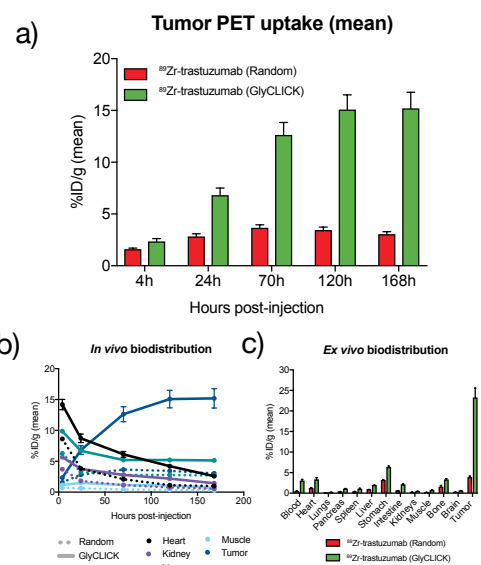 Tumor PET uptake (mean)
a)
⁸⁹Zr-trastuzumab (Random)
⁸⁹Zr-trastuzumab (GlyCLICK)
%ID/g (mean)
20
15
10
5
0
4h 24h 70h 120h 168h
Hours post-injection
b)
In vivo biodistribution
%ID/g (mean)
20
15
10
5
0
0 50 100 150 200
Hours post-injection
Random
GlyCLICK
Heart
Kidney
Muscle
Tumor
c)
Ex vivo biodistribution
%ID/g (mean)
30
25
20
15
10
5
0
Blood
Heart
Lungs
Pancreas
Spleen
Liver
Stomach
Intestine
Kidneys
Muscle
Bone
Brain
Tumor
⁸⁹Zr-trastuzumab (Random)
⁸⁹Zr-trastuzumab (GlyCLICK)